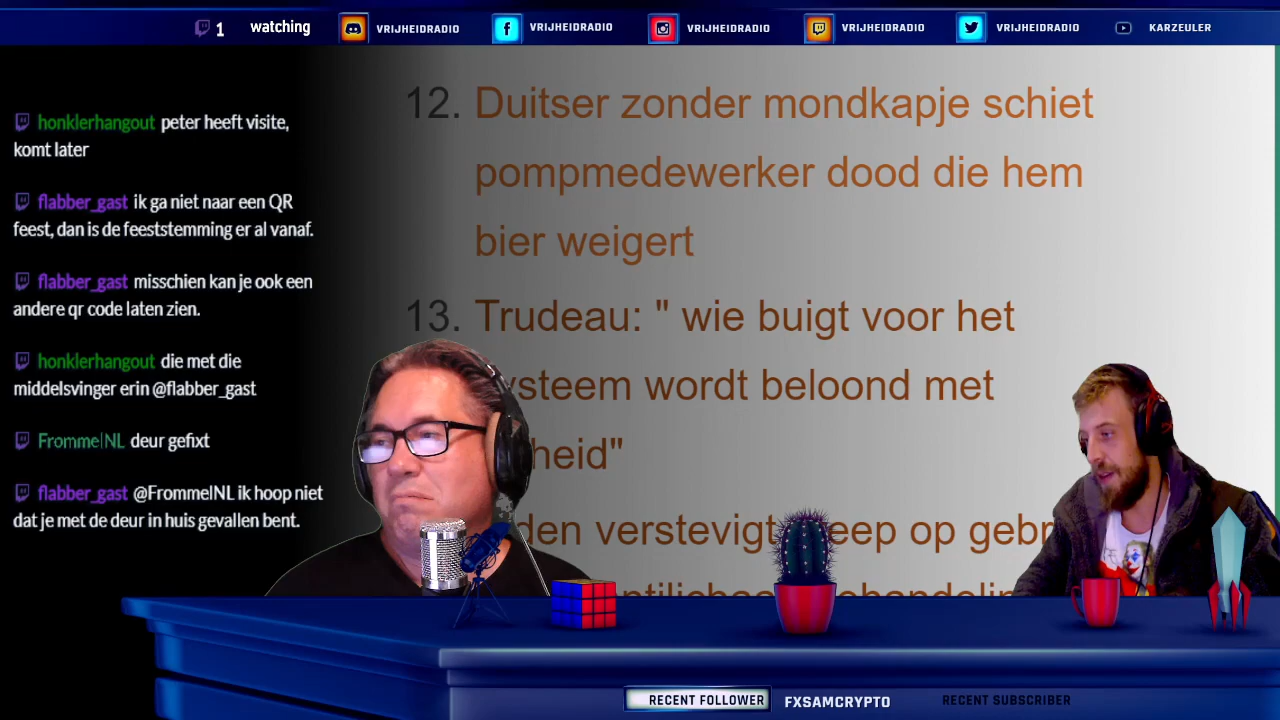 1 watching VRIJHEIDRADIO VRIJHEIDRADIO VRIJHEIDRADIO VRIJHEIDRADIO VRIJHEIDRADIO KARZEULER
honklerhangout peter heeft visite,
komt later
flabber_gast ik ga niet naar een QR
feest, dan is de feeststemming er al vanaf.
flabber_gast misschien kan je ook een
andere qr code laten zien.
honklerhangout die met die
middelsvinger erin @flabber_gast
FrommelNL deur gefixt
flabber_gast @FrommelNL ik hoop niet
dat je met de deur in huis gevallen bent.
12. Duitser zonder mondkapje schiet
pompmedewerker dood die hem
bier weigert
13. Trudeau: " wie buigt voor het
ysteem wordt beloond met
heid"
den verstevigt eep op gebr
RECENT FOLLOWER FXSAMCRYPTO RECENT SUBSCRIBER